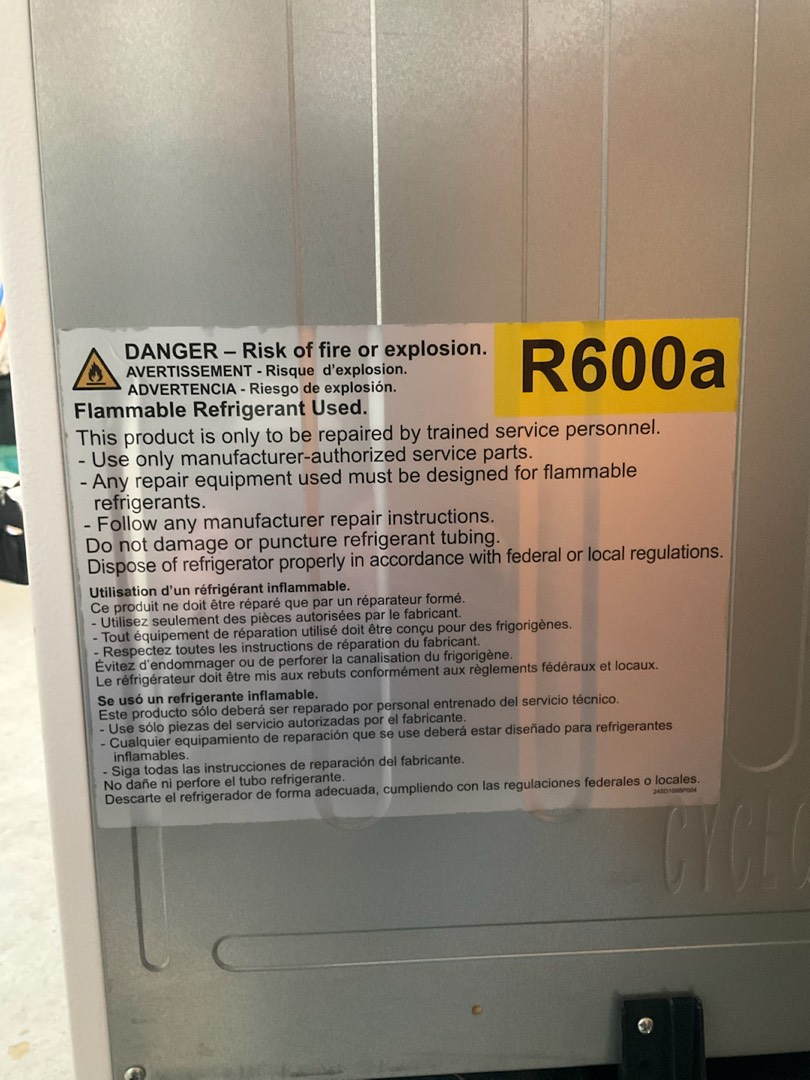 DANGER – Risk of fire or explosion.
AVERTISSEMENT - Risque d'explosion.
ADVERTENCIA - Riesgo de explosión.
R600a
Flammable Refrigerant Used.
This product is only to be repaired by trained service personnel.
- Use only manufacturer-authorized service parts.
- Any repair equipment used must be designed for flammable
refrigerants.
- Follow any manufacturer repair instructions.
Do not damage or puncture refrigerant tubing.
Dispose of refrigerator properly in accordance with federal or local regulations.
Utilisation d'un réfrigérant inflammable.
Ce produit ne doit être réparé que par un réparateur formé.
- Utilisez seulement des pièces autorisées par le fabricant.
- Tout équipement de réparation utilisé doit être conçu pour des frigorigènes.
- Respectez toutes les instructions de réparation du fabricant.
Évitez d'endommager ou de perforer la canalisation du frigorigène.
Le réfrigérateur doit être mis aux rebuts conformément aux règlements fédéraux et locaux.
Se usó un refrigerante inflamable.
Este producto sólo deberá ser reparado por personal entrenado del servicio técnico.
- Use sólo piezas del servicio autorizadas por el fabricante.
- Cualquier equipamiento de reparación que se use deberá estar diseñado para refrigerantes
inflamables.
- Siga todas las instrucciones de reparación del fabricante.
No dañe ni perfore el tubo refrigerante.
Descarte el refrigerador de forma adecuada, cumpliendo con las regulaciones federales o locales.